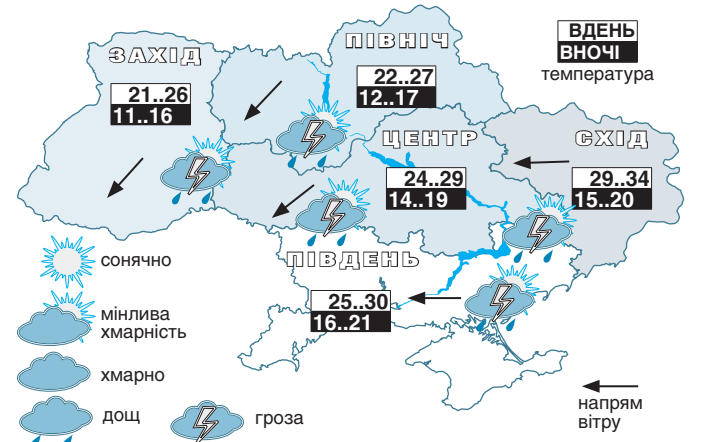 ЗАХІД
21..26
11..16
ПІВНІЧ
22..27
12..17
ВДЕНЬ
ВНОЧІ
температура
ЦЕНТР
24..29
14..19
СХІД
29..34
15..20
ПІВДЕНЬ
25..30
16..21
сонячно
мінлива
хмарність
хмарно
дощ
гроза
напрям
вітру